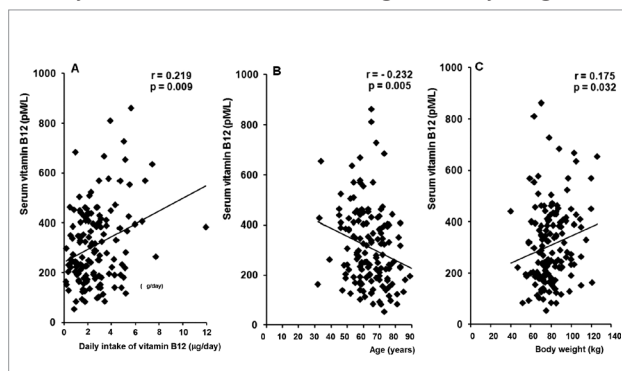 A
r = 0.219
p = 0.009
Serum vitamin B12 (pM/L)
1000
800
600
400
200
0
0 2 4 6 8 10 12
( g/day)
Daily intake of vitamin B12 (µg/day)
B
r = - 0.232
p = 0.005
Serum vitamin B12 (pM/L)
1000
800
600
400
200
0
0 10 20 30 40 50 60 70 80 90
Age (years)
C
r = 0.175
p = 0.032
Serum vitamin B12 (pM/L)
1000
800
600
400
200
0
0 20 40 60 80 100 120 140
Body weight (kg)